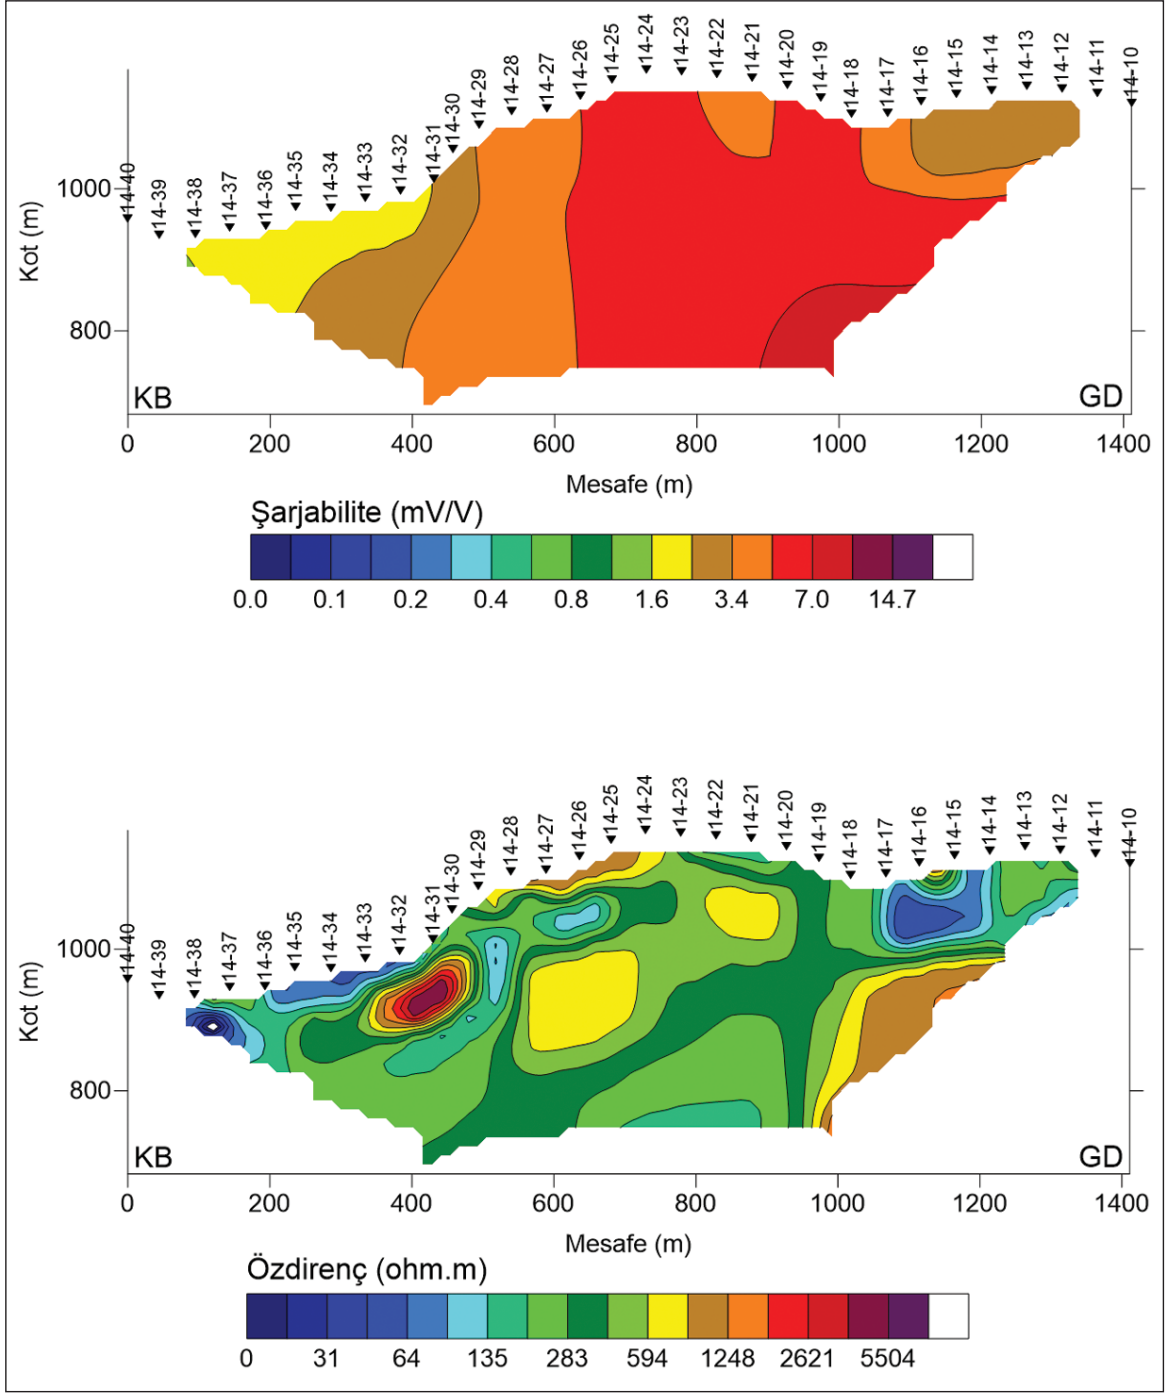 14-40 14-39 14-38 14-37 14-36 14-35 14-34 14-33 14-32 14-31 14-30 14-29 14-28 14-27 14-26 14-25 14-24 14-23 14-22 14-21 14-20 14-19 14-18 14-17 14-16 14-15 14-14 14-13 14-12 14-11 14-10
1000
Kot (m)
800
KB GD
0 200 400 600 800 1000 1200 1400
Mesafe (m)
Şarjabilite (mV/V)
0.0 0.1 0.2 0.4 0.8 1.6 3.4 7.0 14.7
14-40 14-39 14-38 14-37 14-36 14-35 14-34 14-33 14-32 14-31 14-30 14-29 14-28 14-27 14-26 14-25 14-24 14-23 14-22 14-21 14-20 14-19 14-18 14-17 14-16 14-15 14-14 14-13 14-12 14-11 14-10
1000
Kot (m)
800
KB GD
0 200 400 600 800 1000 1200 1400
Mesafe (m)
Özdirenç (ohm.m)
0 31 64 135 283 594 1248 2621 5504